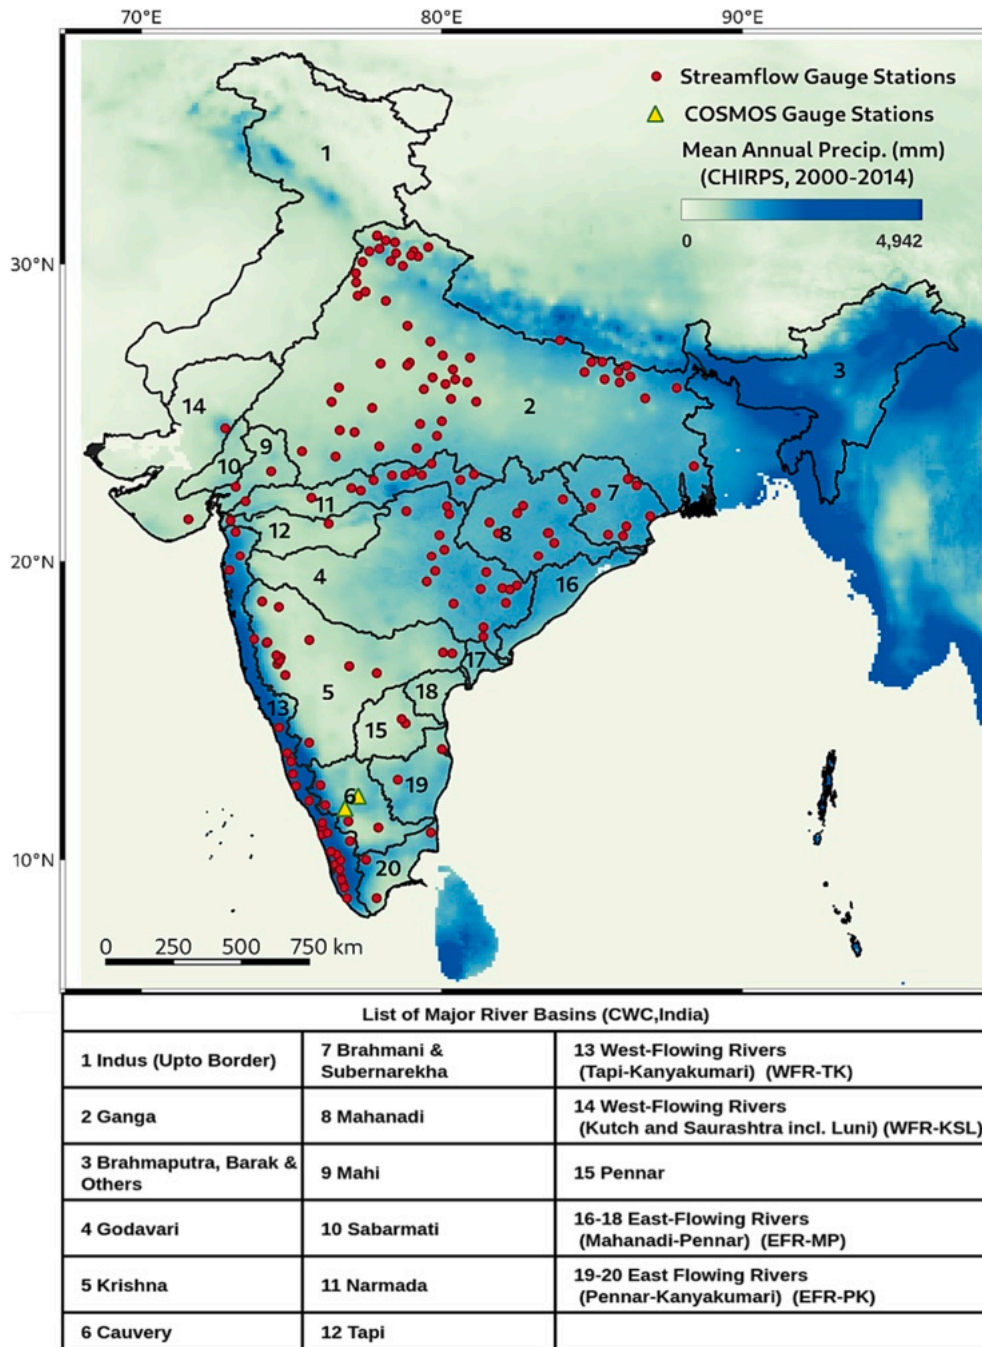 70°E 80°E 90°E
Streamflow Gauge Stations
COSMOS Gauge Stations
Mean Annual Precip. (mm)
(CHIRPS, 2000-2014)
0 4,942
1
30°N
3
14
2
9
10
11
7
12
8
20°N
4
16
17
5
18
13
15
19
6
10°N
20
0 250 500 750 km
List of Major River Basins (CWC,India)
1 Indus (Upto Border)
7 Brahmani &
Subernarekha
13 West-Flowing Rivers
(Tapi-Kanyakumari) (WFR-TK)
2 Ganga
8 Mahanadi
14 West-Flowing Rivers
(Kutch and Saurashtra incl. Luni) (WFR-KSL)
3 Brahmaputra, Barak &
Others
9 Mahi
15 Pennar
4 Godavari
10 Sabarmati
16-18 East-Flowing Rivers
(Mahanadi-Pennar) (EFR-MP)
5 Krishna
11 Narmada
19-20 East Flowing Rivers
(Pennar-Kanyakumari) (EFR-PK)
6 Cauvery
12 Tapi